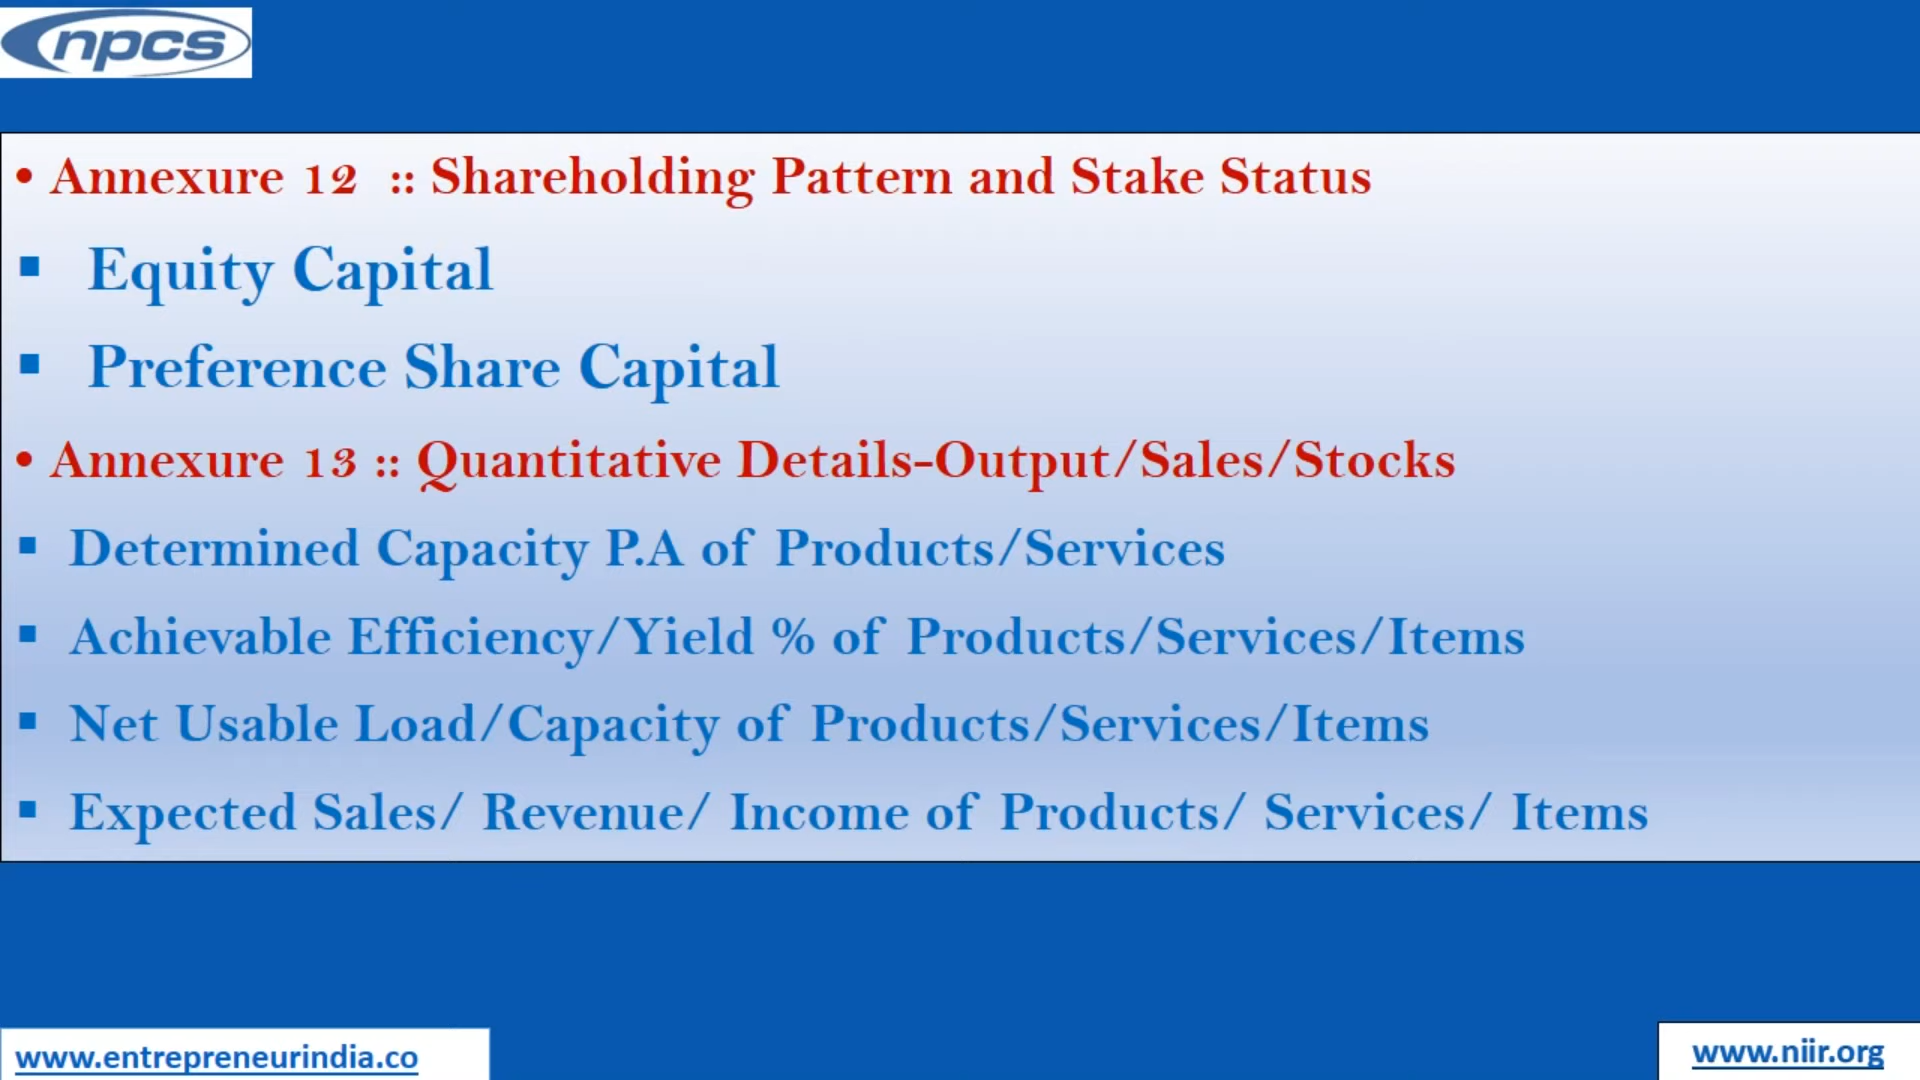 npcs
• Annexure 12 :: Shareholding Pattern and Stake Status
▪ Equity Capital
▪ Preference Share Capital
• Annexure 13 :: Quantitative Details-Output/Sales/Stocks
▪ Determined Capacity P.A of Products/Services
▪ Achievable Efficiency/Yield % of Products/Services/Items
▪ Net Usable Load/Capacity of Products/Services/Items
▪ Expected Sales/ Revenue/ Income of Products/ Services/ Items
www.entrepreneurindia.co
www.niir.org